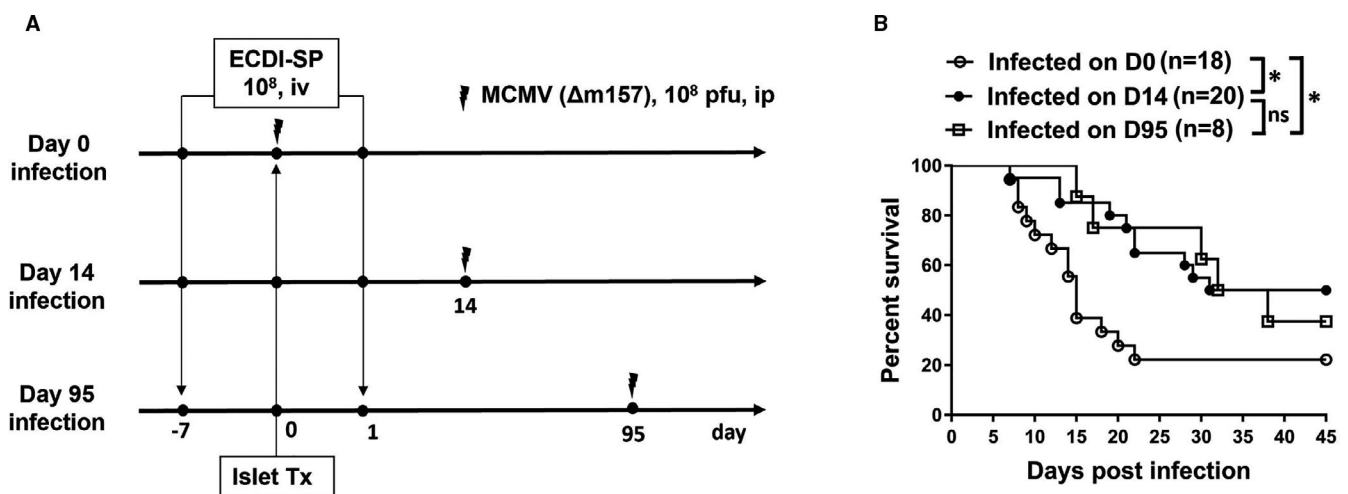 A
ECDI-SP
10⁸, iv
MCMV (Δm157), 10⁸ pfu, ip
Day 0
infection
Day 14
infection
14
Day 95
infection
-7
0
1
95
day
Islet Tx
B
Infected on D0 (n=18)
Infected on D14 (n=20)
Infected on D95 (n=8)
*
ns
*
Percent survival
100
80
60
40
20
0
0 5 10 15 20 25 30 35 40 45
Days post infection